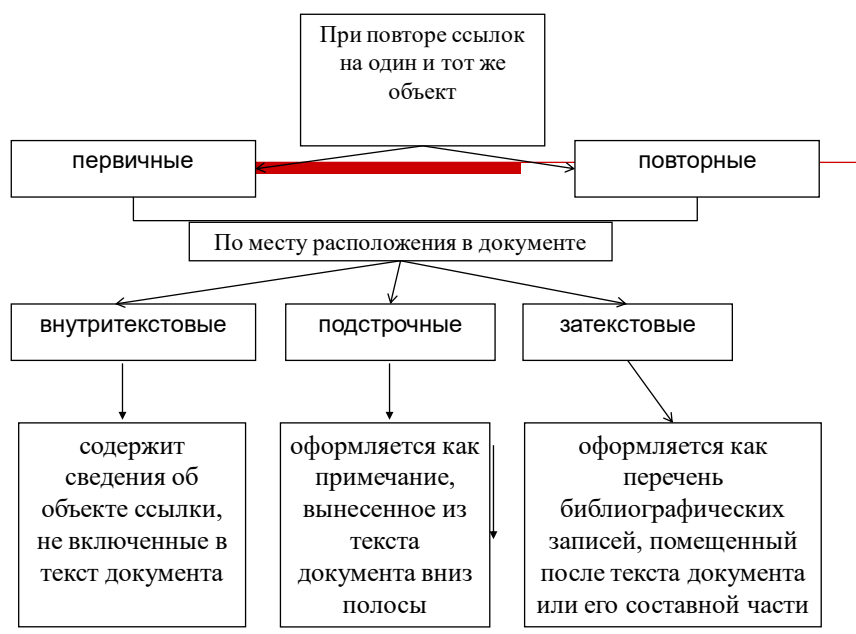 При повторе ссылок
на один и тот же
объект
первичные
повторные
По месту расположения в документе
внутритекстовые
подстрочные
затекстовые
содержит
сведения об
объекте ссылки,
не включенные в
текст документа
оформляется как
примечание,
вынесенное из
текста
документа вниз
полосы
оформляется как
перечень
библиографических
записей, помещенный
после текста документа
или его составной части